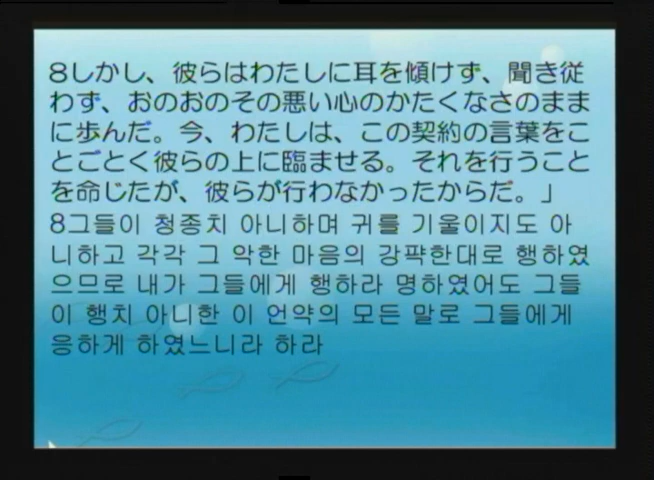 8しかし、彼らはわたしに耳を傾けず、聞き従
わず、おのおのその悪い心のかたくなさのまま
に歩んだ。今、わたしは、この契約の言葉をこ
とごとく彼らの上に臨ませる。それを行うこと
を命じたが、彼らが行わなかったからだ。」
8그들이 청종치 아니하며 귀를 기울이지도 아
니하고 각각 그 악한 마음의 강퍅한대로 행하였
으므로 내가 그들에게 행하라 명하였어도 그들
이 행치 아니한 이 언약의 모든 말로 그들에게
응하게 하였느니라 하라